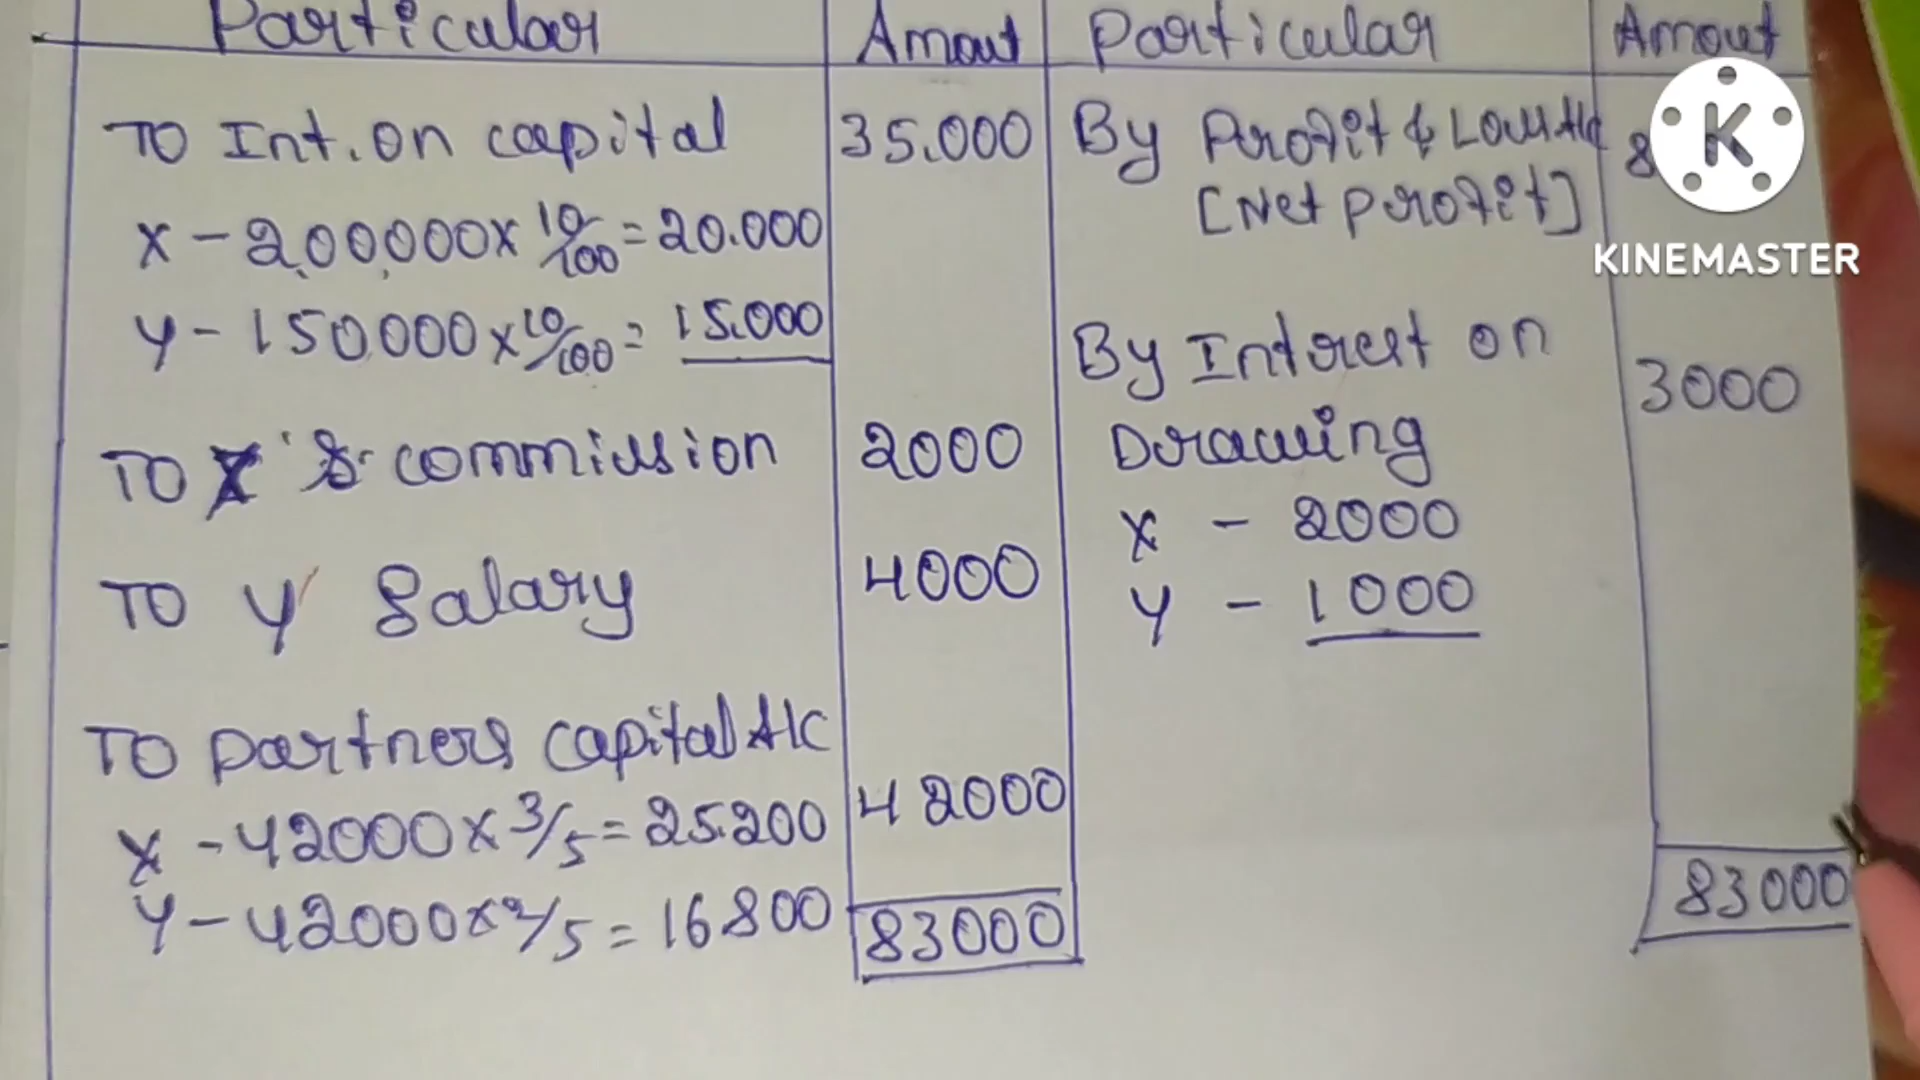 Particular Amout Particular Amout
TO Int. on capital 35.000 By Profit & Loss A/c 8
[Net profit]
X - 2,00,000 x 10/100 = 20.000
Y - 150,000 x 10/100 = 15.000
By Interest on 3000
Drawing
TO X's commission 2000
X - 2000
TO Y' Salary 4000
Y - 1000
TO partners capital A/c 42000
X - 42000 x 3/5 = 25.200
Y - 42000 x 2/5 = 16800
83000 83000
K
KINEMASTER